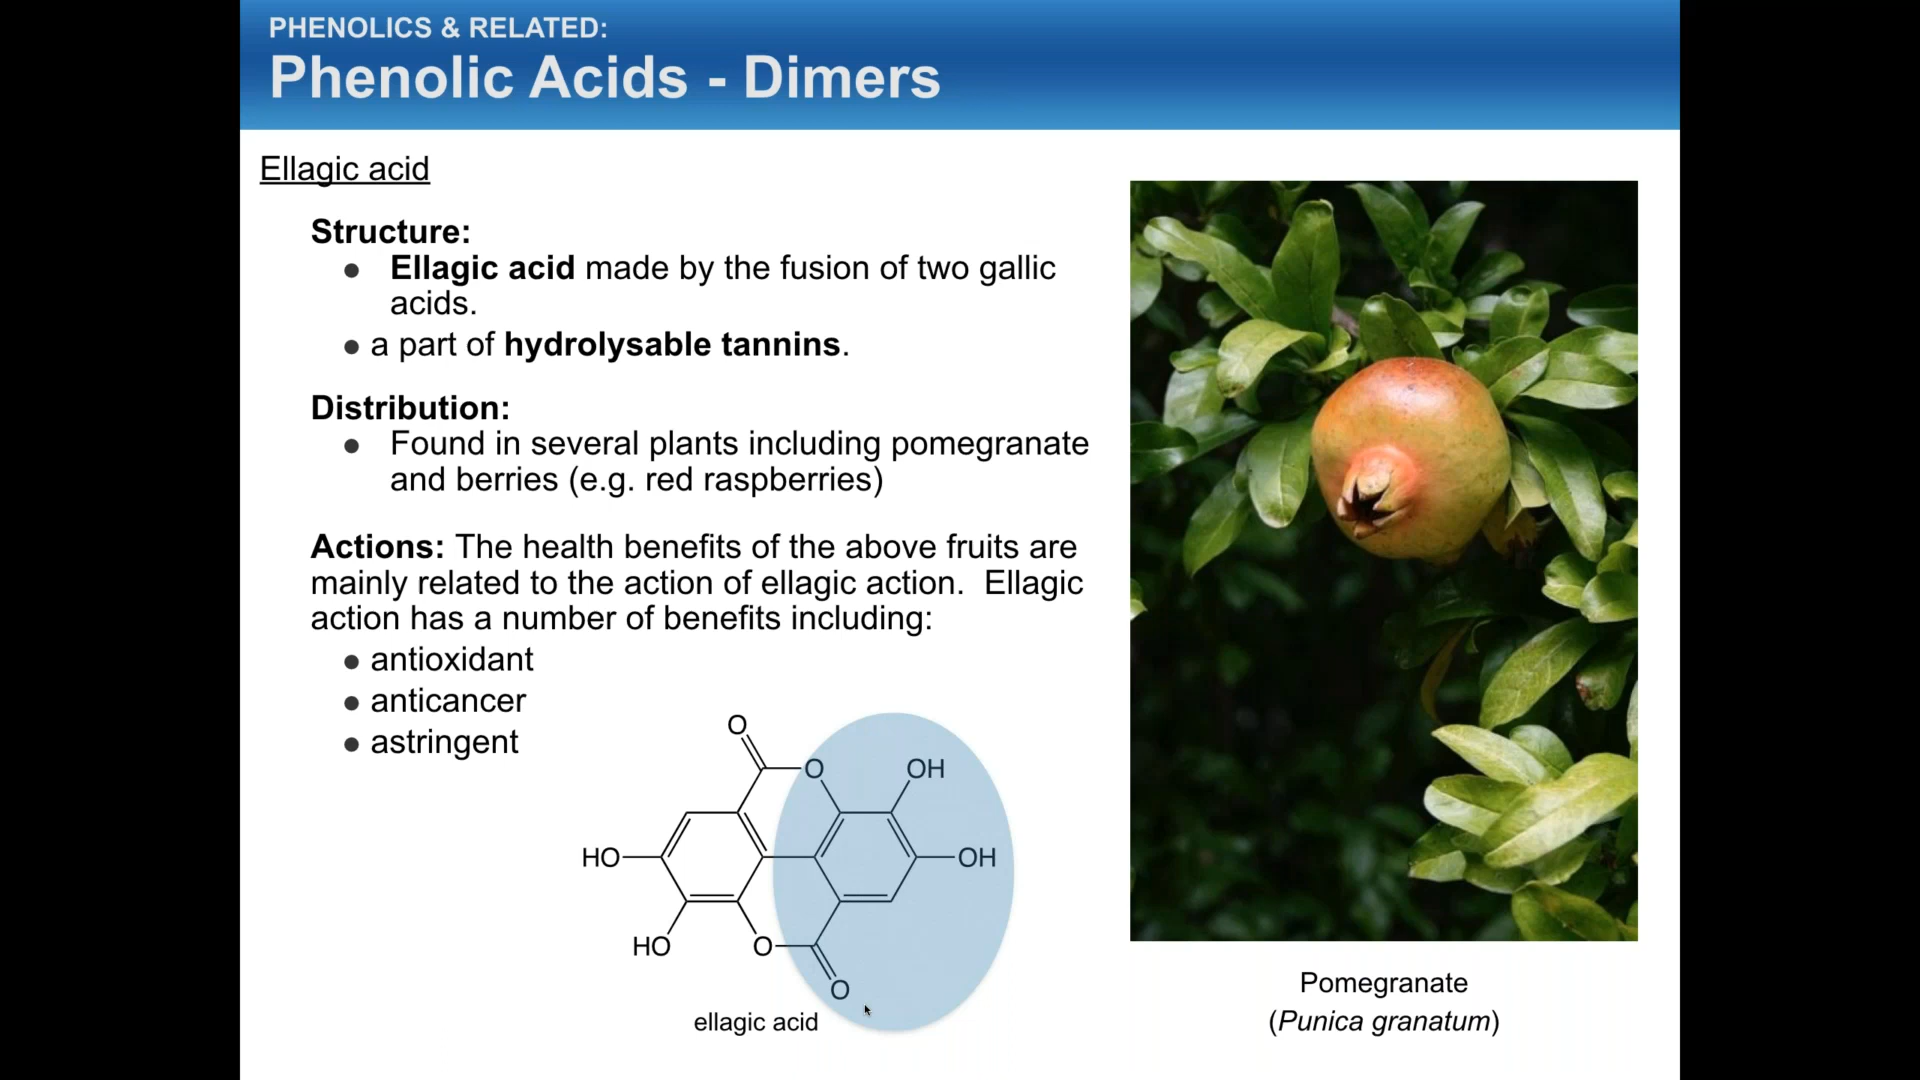 PHENOLICS & RELATED:
Phenolic Acids - Dimers
Ellagic acid
Structure:
● Ellagic acid made by the fusion of two gallic
acids.
● a part of hydrolysable tannins.
Distribution:
● Found in several plants including pomegranate
and berries (e.g. red raspberries)
Actions: The health benefits of the above fruits are
mainly related to the action of ellagic action.  Ellagic
action has a number of benefits including:
● antioxidant
● anticancer
● astringent
O
O
OH
HO
OH
HO
O
O
ellagic acid
Pomegranate
(Punica granatum)